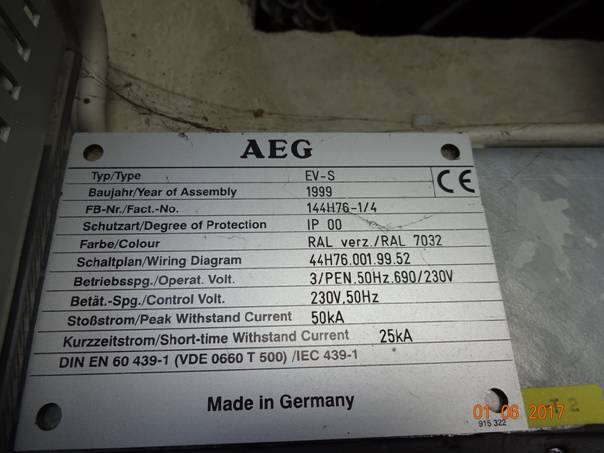 AEG
Typ/Type EV-S
Baujahr/Year of Assembly 1999
FB-Nr./Fact.-No. 144H76-1/4
Schutzart/Degree of Protection IP 00
Farbe/Colour RAL verz./RAL 7032
Schaltplan/Wiring Diagram 44H76.001.99.52
Betriebsspg./Operat. Volt. 3/PEN,50Hz,690/230V
Betät.-Spg./Control Volt. 230V,50Hz
Stoßstrom/Peak Withstand Current 50kA
Kurzzeitstrom/Short-time Withstand Current 25kA
DIN EN 60 439-1 (VDE 0660 T 500) /IEC 439-1
CE
Made in Germany
915 322
T 2
01 06 2017